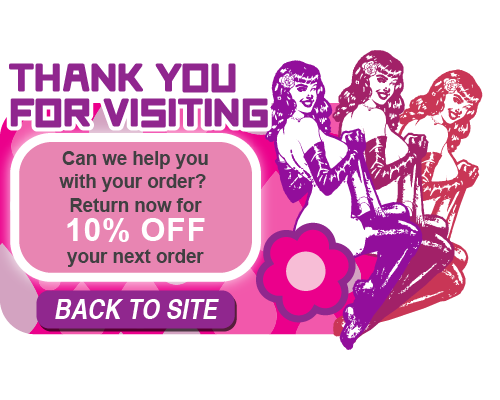 THANK YOU
FOR VISITING
Can we help you
with your order?
Return now for
10% OFF
your next order
BACK TO SITE